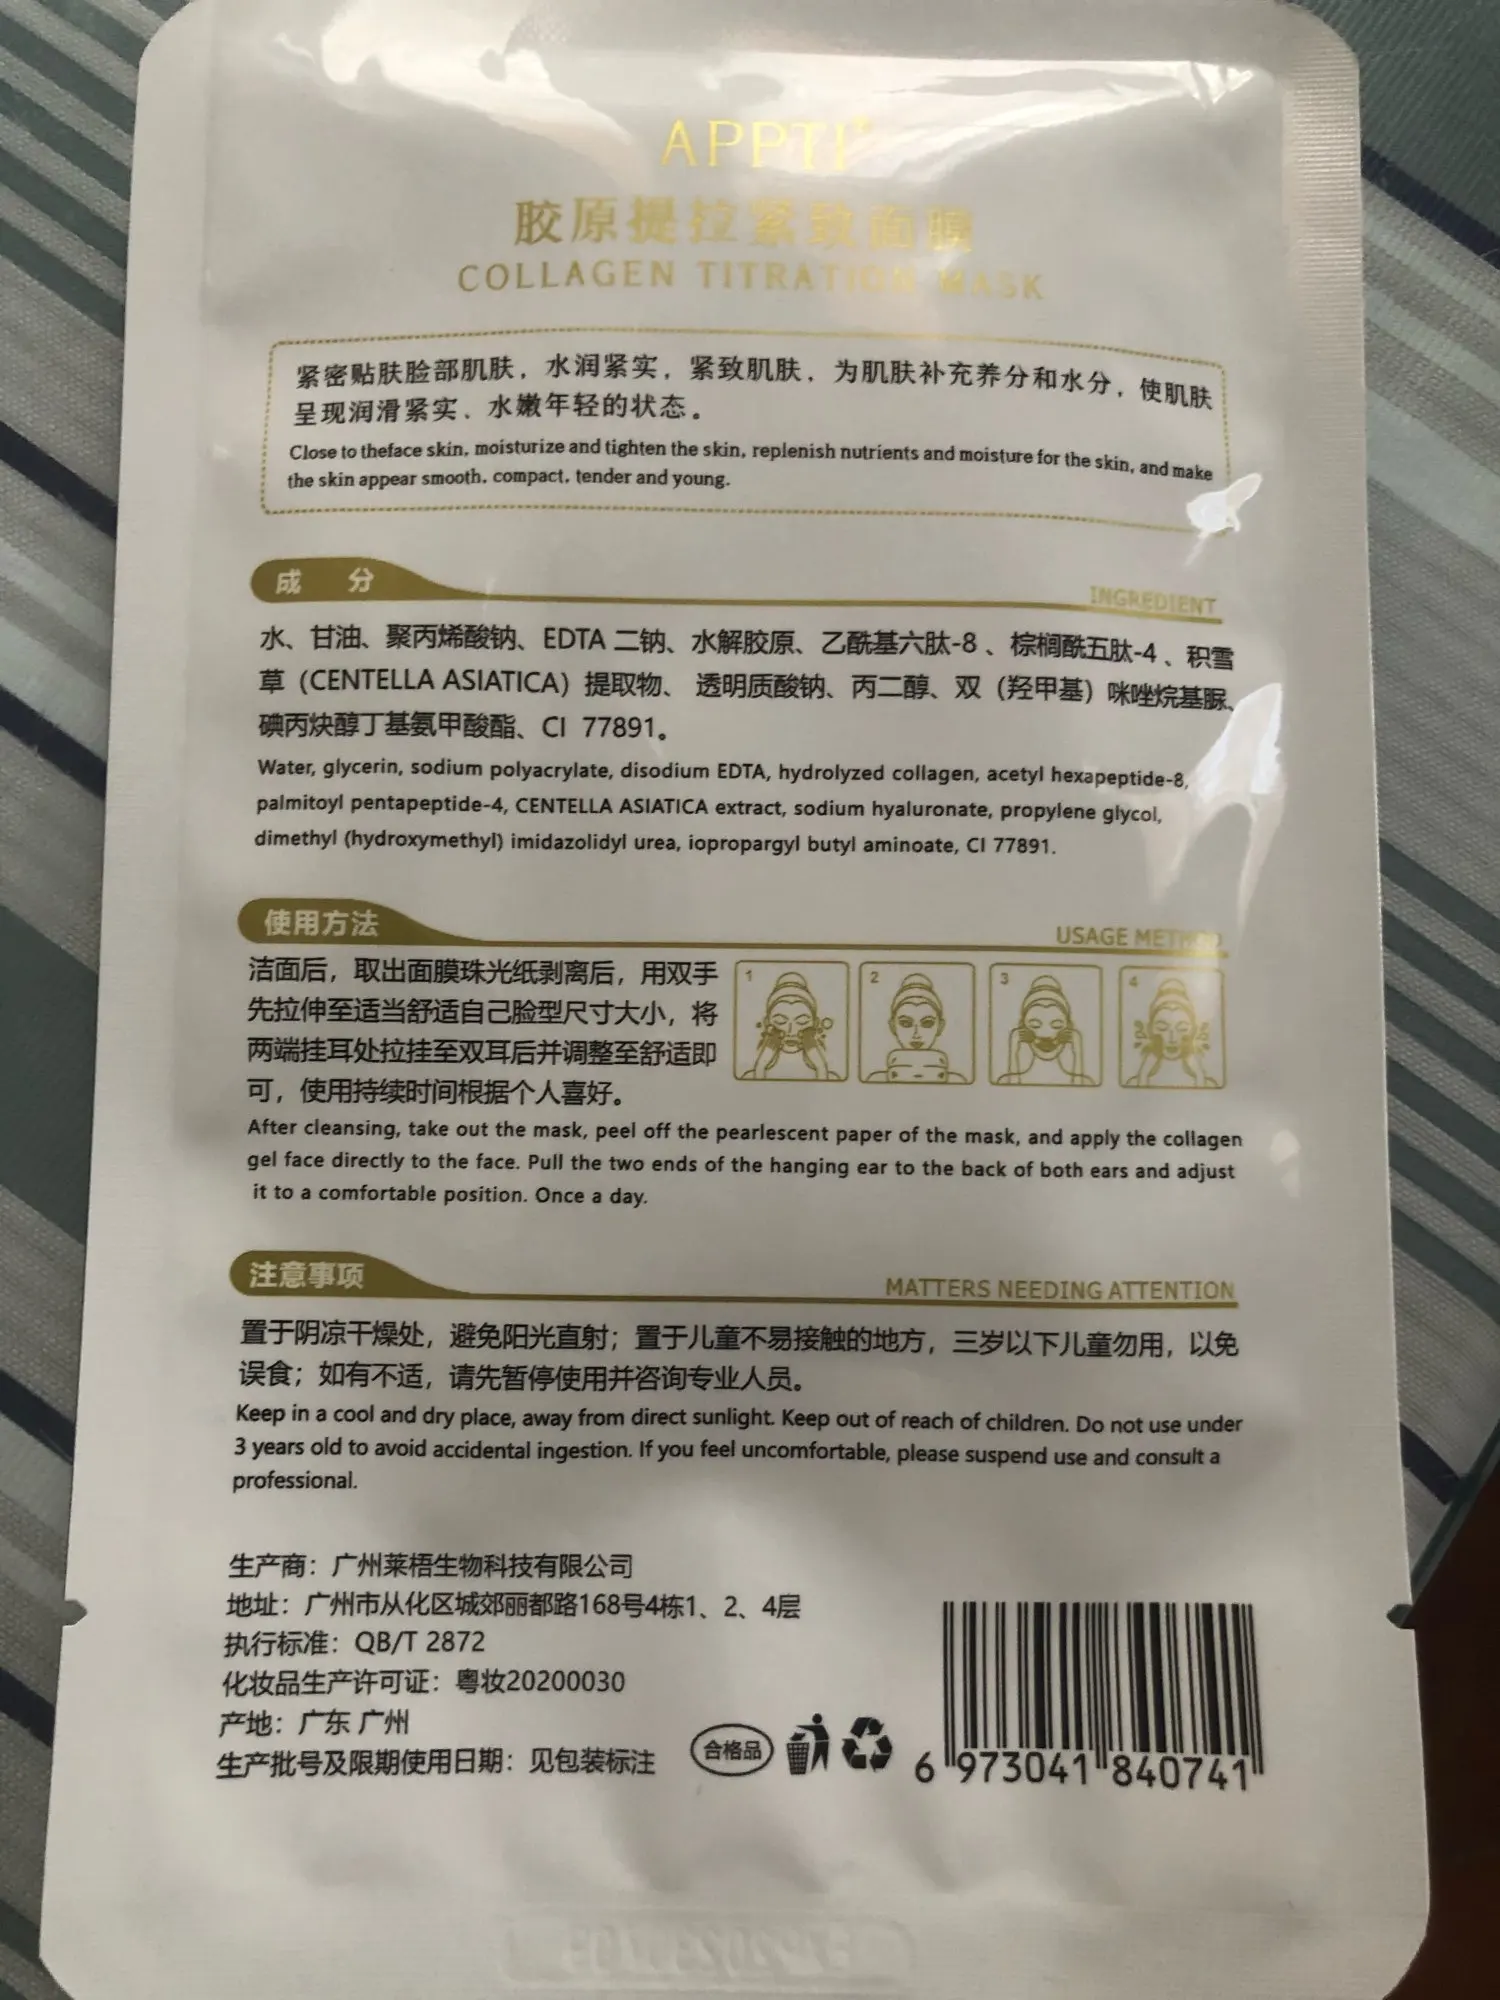 APPTI®
胶原提拉紧致面膜
COLLAGEN TITRATION MASK
紧密贴肤脸部肌肤，水润紧实，紧致肌肤，为肌肤补充养分和水分，使肌肤
呈现润滑紧实、水嫩年轻的状态。
Close to theface skin, moisturize and tighten the skin, replenish nutrients and moisture for the skin, and make
the skin appear smooth, compact, tender and young.
成 分
INGREDIENT
水、甘油、聚丙烯酸钠、EDTA 二钠、水解胶原、乙酰基六肽-8 、棕榈酰五肽-4 、积雪
草（CENTELLA ASIATICA）提取物、 透明质酸钠、丙二醇、双（羟甲基）咪唑烷基脲、
碘丙炔醇丁基氨甲酸酯、CI 77891。
Water, glycerin, sodium polyacrylate, disodium EDTA, hydrolyzed collagen, acetyl hexapeptide-8,
palmitoyl pentapeptide-4, CENTELLA ASIATICA extract, sodium hyaluronate, propylene glycol,
dimethyl (hydroxymethyl) imidazolidyl urea, iopropargyl butyl aminoate, CI 77891.
使用方法
USAGE METHOD
洁面后，取出面膜珠光纸剥离后，用双手
先拉伸至适当舒适自己脸型尺寸大小，将
两端挂耳处拉挂至双耳后并调整至舒适即
可，使用持续时间根据个人喜好。
1
2
3
4
After cleansing, take out the mask, peel off the pearlescent paper of the mask, and apply the collagen
gel face directly to the face. Pull the two ends of the hanging ear to the back of both ears and adjust
it to a comfortable position. Once a day.
注意事项
MATTERS NEEDING ATTENTION
置于阴凉干燥处，避免阳光直射；置于儿童不易接触的地方，三岁以下儿童勿用，以免
误食；如有不适，请先暂停使用并咨询专业人员。
Keep in a cool and dry place, away from direct sunlight. Keep out of reach of children. Do not use under
3 years old to avoid accidental ingestion. If you feel uncomfortable, please suspend use and consult a
professional.
生产商：广州莱梧生物科技有限公司
地址：广州市从化区城郊丽都路168号4栋1、2、4层
执行标准：QB/T 2872
化妆品生产许可证：粤妆20200030
产地：广东 广州
生产批号及限期使用日期：见包装标注
合格品
6 973041 840741